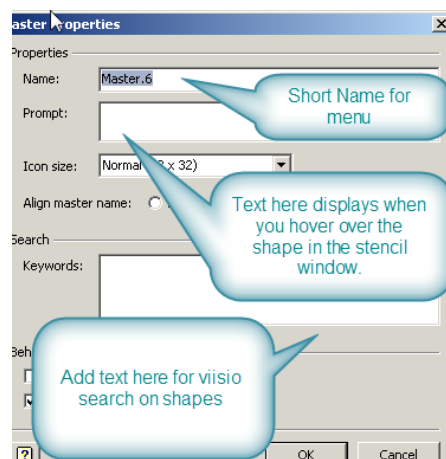 aster Properties
Properties
Name: Master.6
Short Name for
menu
Prompt:
Icon size: Normal x 32)
Text here displays when
you hover over the
shape in the stencil
window.
Align master name:
Search
Keywords:
Add text here for viisio
search on shapes
Beh
OK Cancel